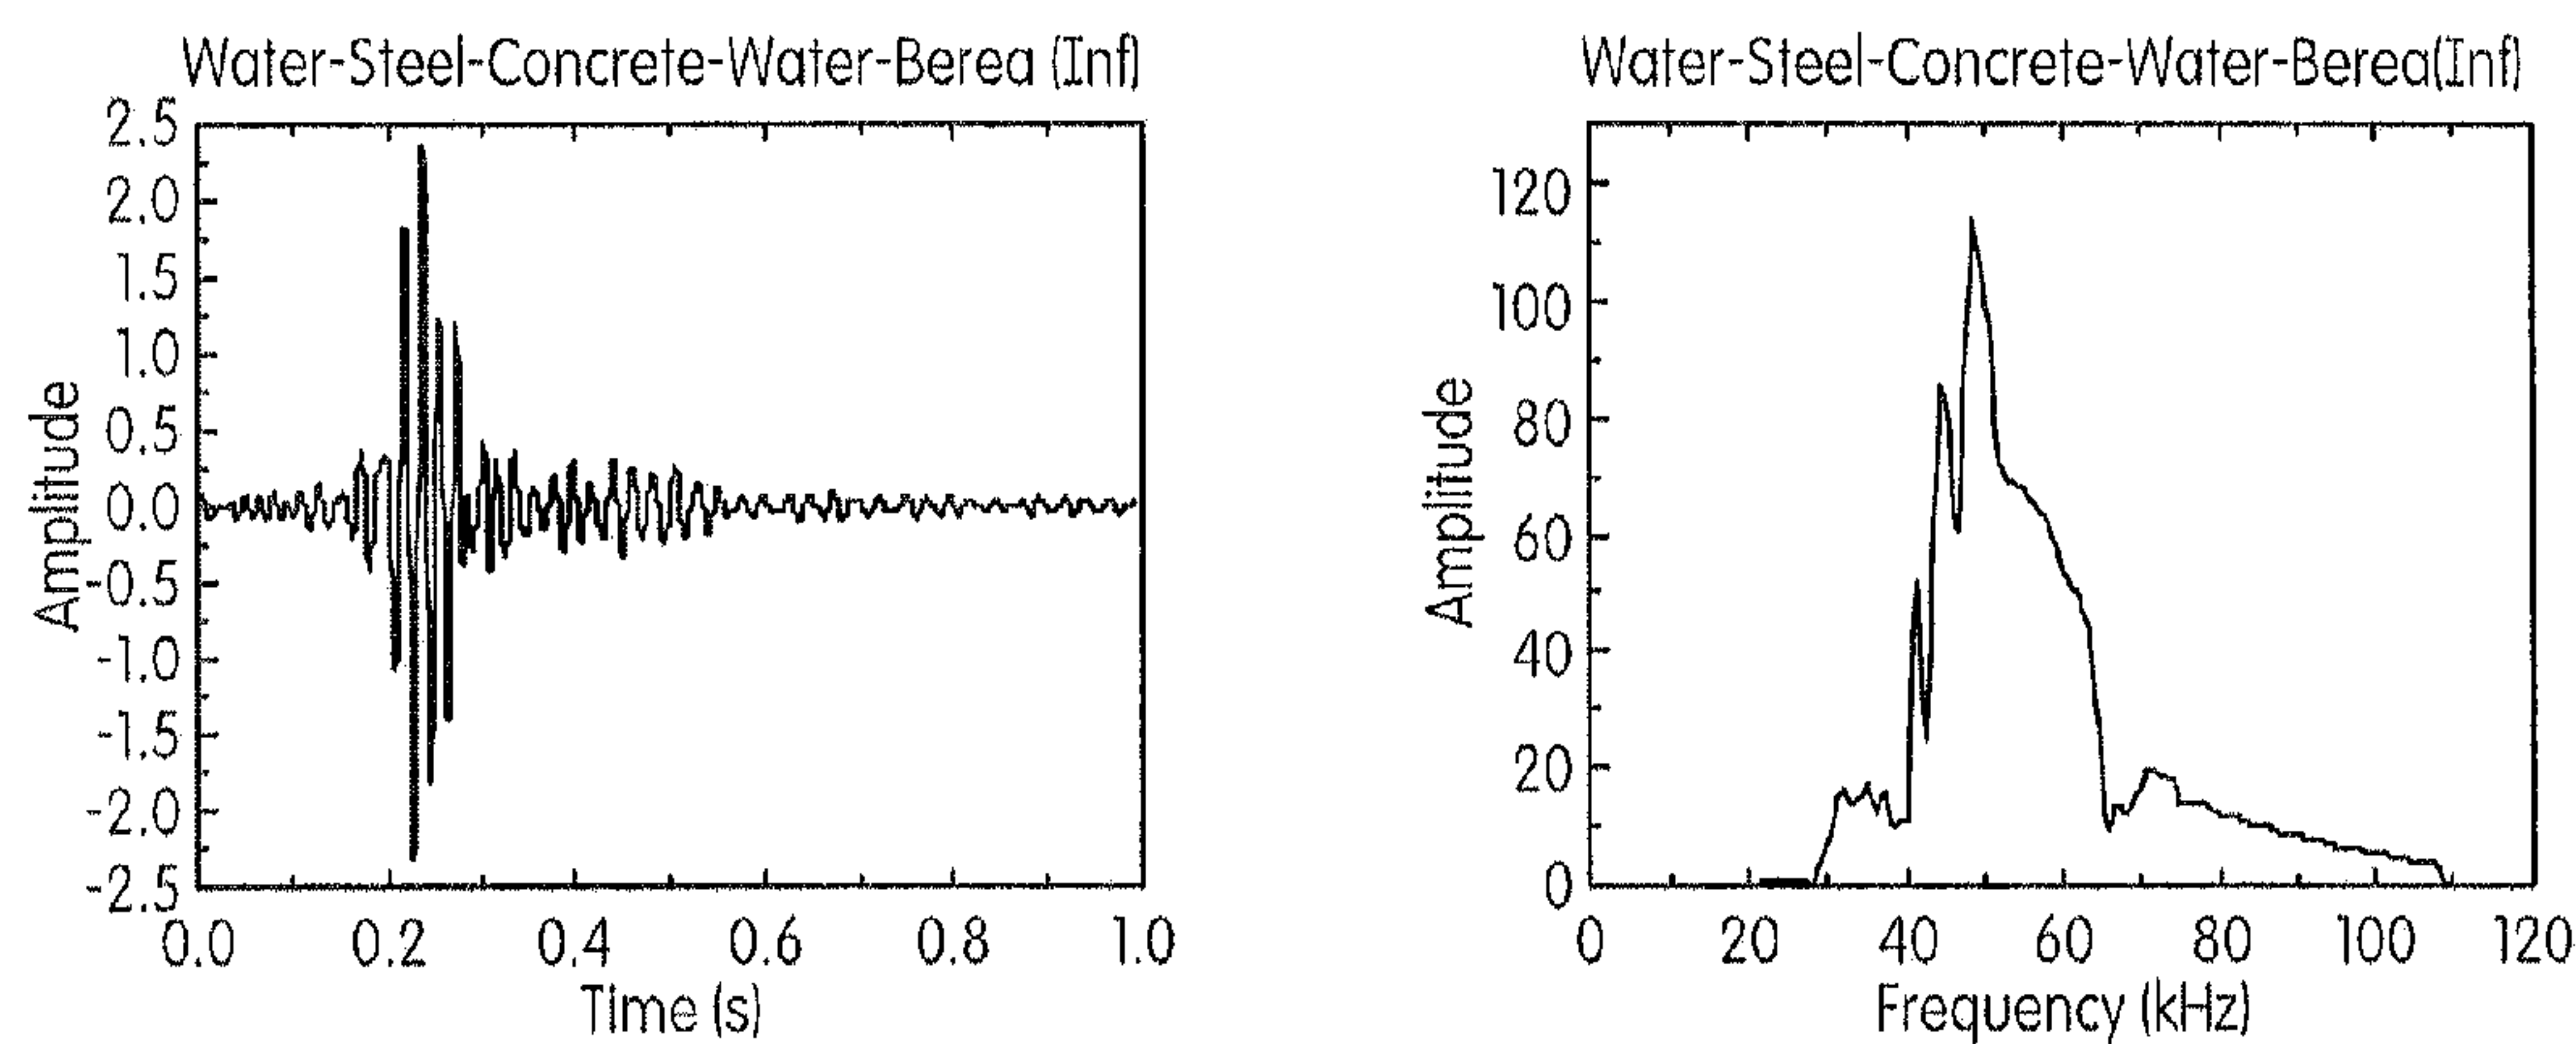 Water-Steel-Concrete-Water-Berea (Inf)
2.5
2.0
1.5
1.0
0.5
0.0
-0.5
-1.0
-1.5
-2.0
-2.5
Amplitude
0.0 0.2 0.4 0.6 0.8 1.0
Time (s)
Water-Steel-Concrete-Water-Berea(Inf)
120
100
80
60
40
20
0
Amplitude
0 20 40 60 80 100 120
Frequency (kHz)